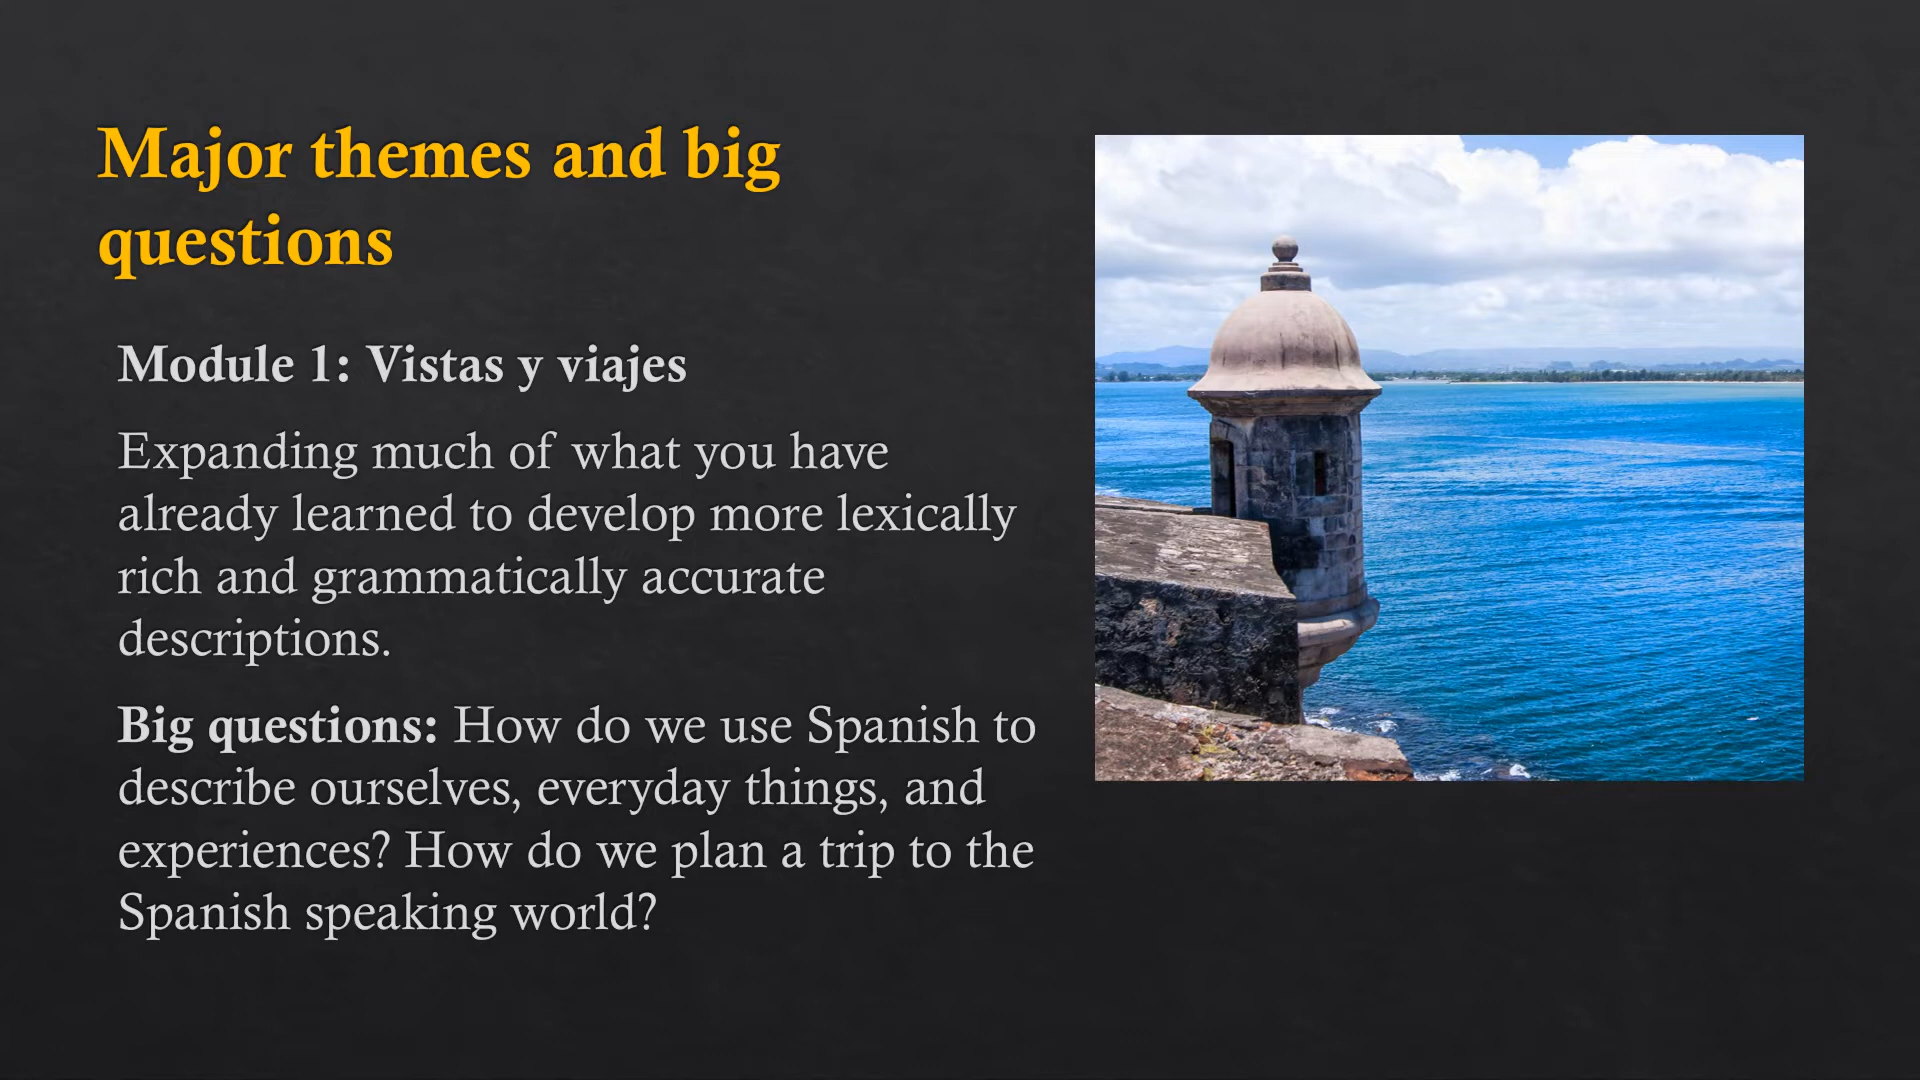 Major themes and big
questions
Module 1: Vistas y viajes
Expanding much of what you have
already learned to develop more lexically
rich and grammatically accurate
descriptions.
Big questions: How do we use Spanish to
describe ourselves, everyday things, and
experiences? How do we plan a trip to the
Spanish speaking world?